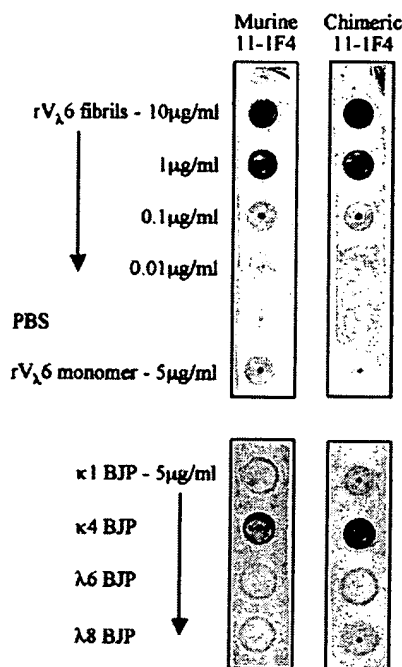 Murine Chimeric
11-1F4 11-1F4
rVλ6 fibrils - 10µg/ml
1µg/ml
0.1µg/ml
0.01µg/ml
PBS
rVλ6 monomer - 5µg/ml
κ1 BJP - 5µg/ml
κ4 BJP
λ6 BJP
λ8 BJP